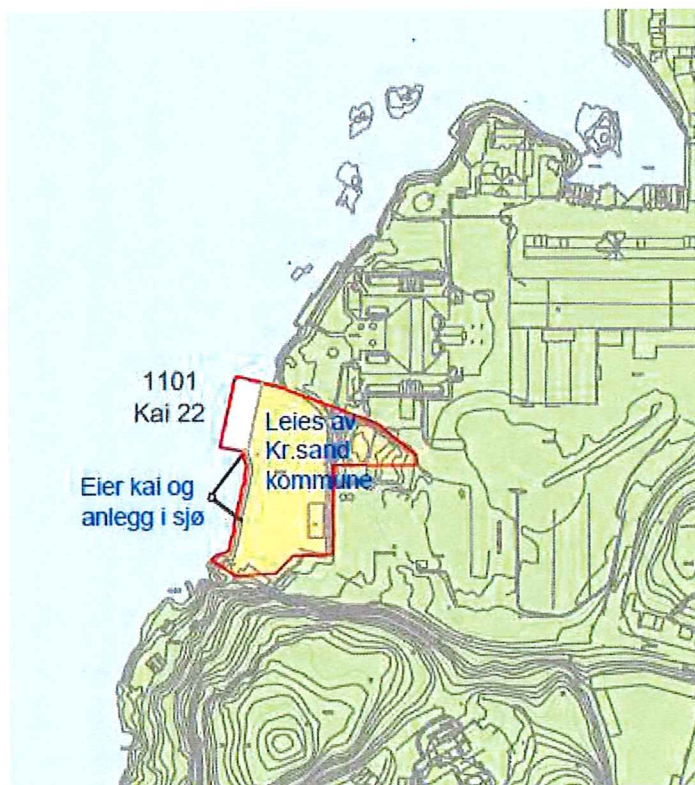 1101
Kai 22
Leies av
Kr.sand
kommune
Eier kai og
anlegg i sjø